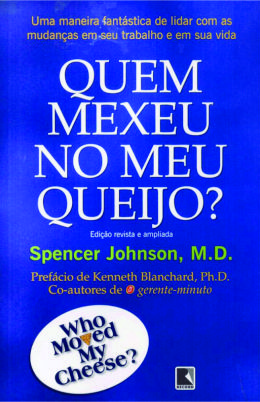 Uma maneira fantástica de lidar com as
mudanças em seu trabalho e em sua vida
QUEM
MEXEU
NO MEU
QUEIJO?
Edição revista e ampliada
Spencer Johnson, M.D.
Prefácio de Kenneth Blanchard, Ph.D.
Co-autores de O gerente-minuto
Who
Moved
My
Cheese?
RECORD